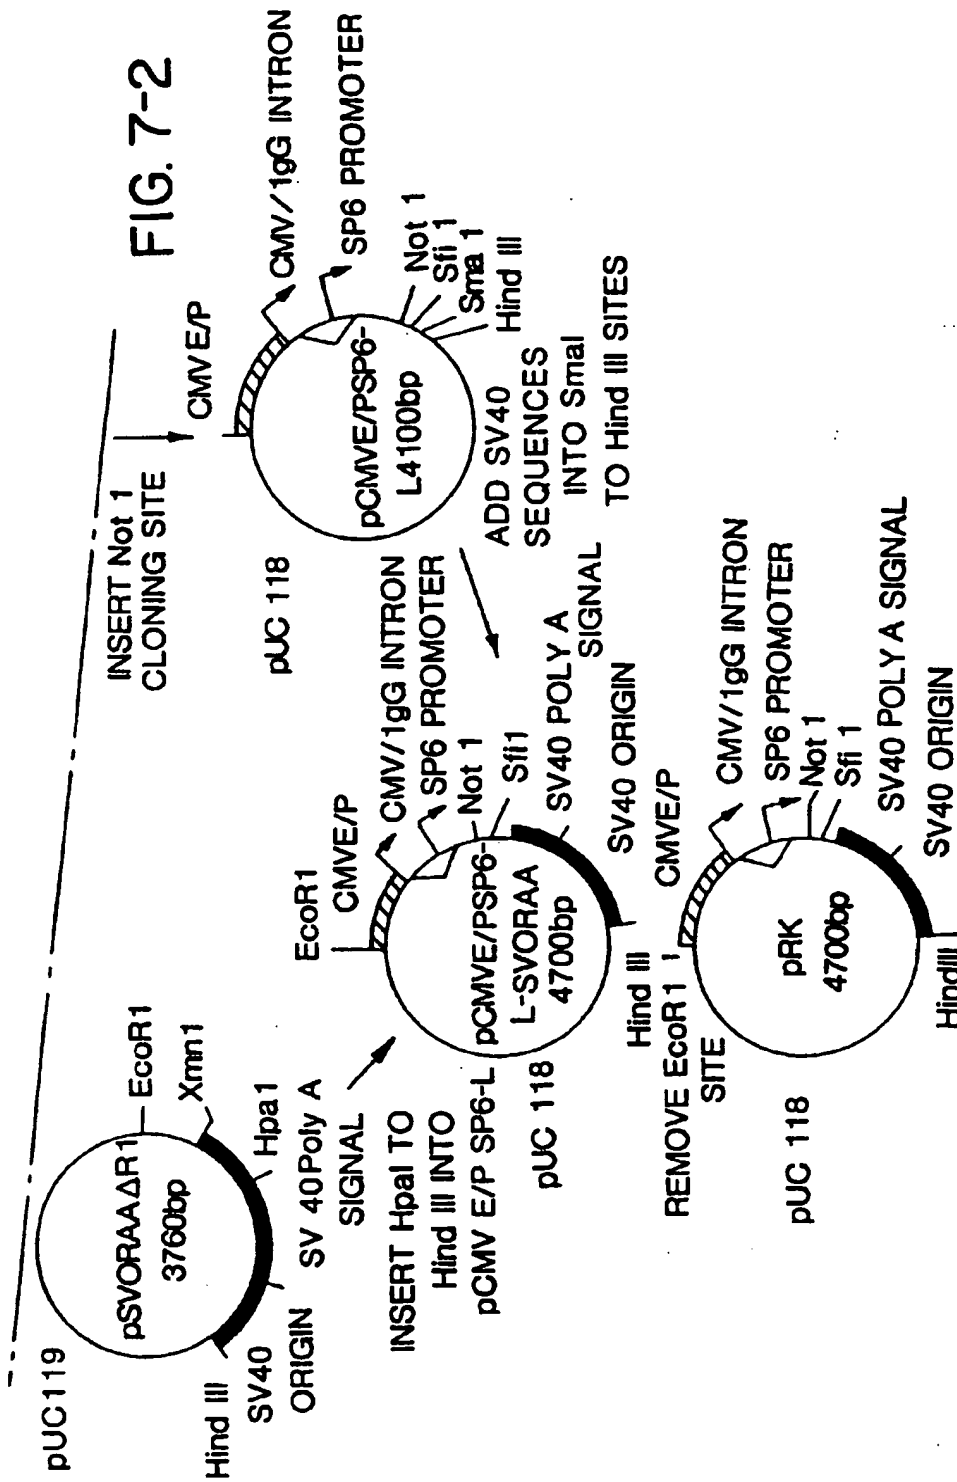 FIG. 7-2
INSERT Not 1
CLONING SITE
pUC119
pSVORAAΔR1
3760bp
EcoR1
Xmn1
Hpa1
SV 40Poly A
SIGNAL
SV40
ORIGIN
Hind III
INSERT HpaI TO
Hind III INTO
pCMV E/P SP6-L
pUC 118
CMV E/P
CMV/1gG INTRON
SP6 PROMOTER
Not 1
Sfi 1
Sma 1
Hind III
pCMVE/PSP6-
L4100bp
ADD SV40
SEQUENCES
INTO SmaI
TO Hind III SITES
EcoR1
CMVE/P
CMV/1gG INTRON
SP6 PROMOTER
Not 1
Sfi1
SV40 POLY A
SIGNAL
SV40 ORIGIN
Hind III
pCMVE/PSP6-
L-SVORAA
4700bp
pUC 118
REMOVE EcoR1
SITE
CMVE/P
CMV/1gG INTRON
SP6 PROMOTER
Not 1
Sfi 1
SV40 POLY A SIGNAL
SV40 ORIGIN
HindIII
pRK
4700bp
pUC 118